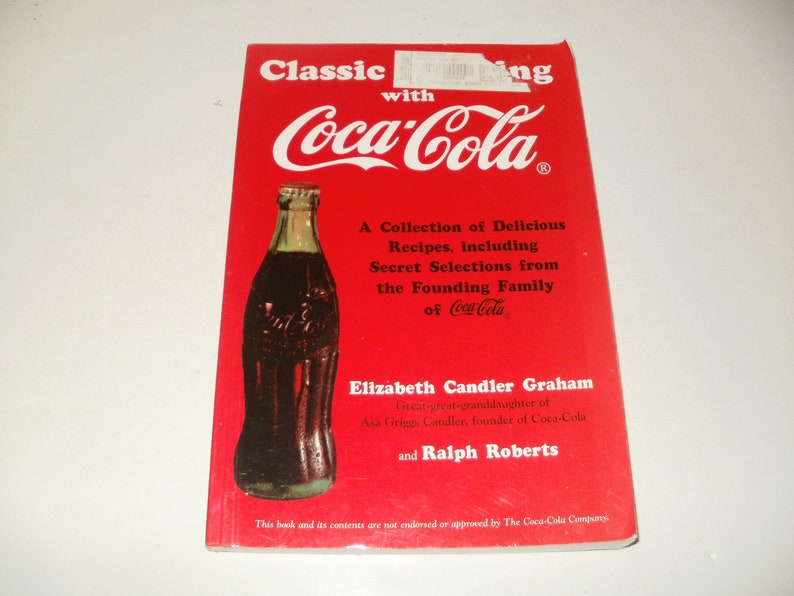 Classic ing
with
Coca-Cola®
A Collection of Delicious
Recipes, including
Secret Selections from
the Founding Family
of Coca-Cola®
Elizabeth Candler Graham
Great-great-granddaughter of
Asa Griggs Candler, founder of Coca-Cola
and Ralph Roberts
This book and its contents are not endorsed or approved by The Coca-Cola Company.